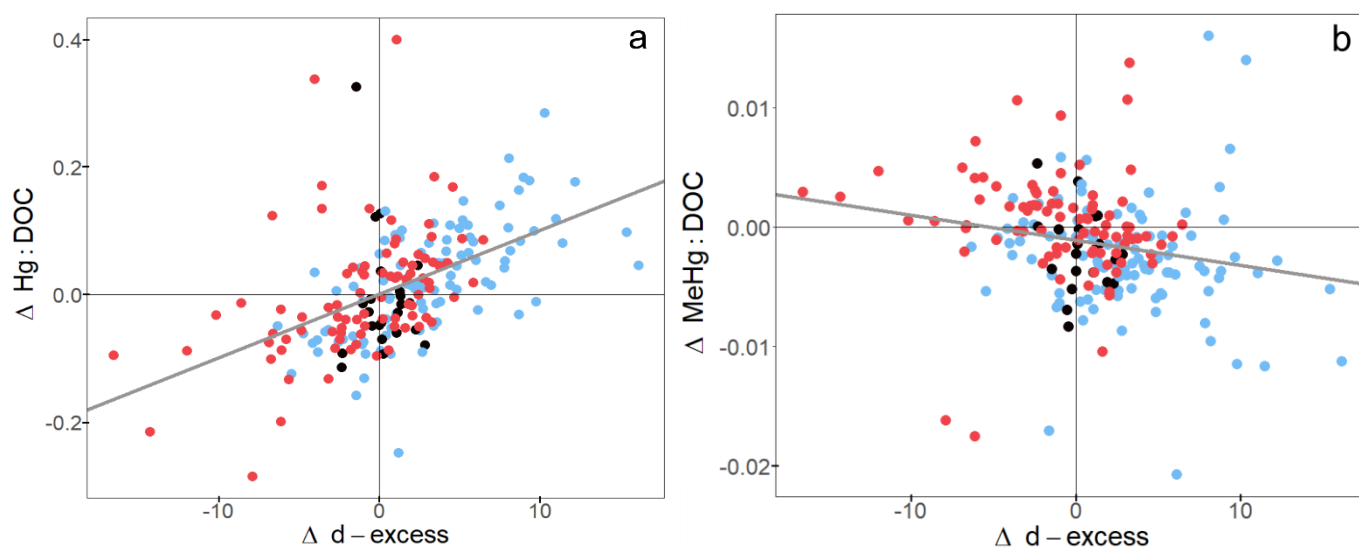 a
Δ Hg:DOC
0.4
0.2
0.0
-0.2
-10
0
10
Δ d – excess
b
Δ MeHg:DOC
0.01
0.00
-0.01
-0.02
-10
0
10
Δ d – excess